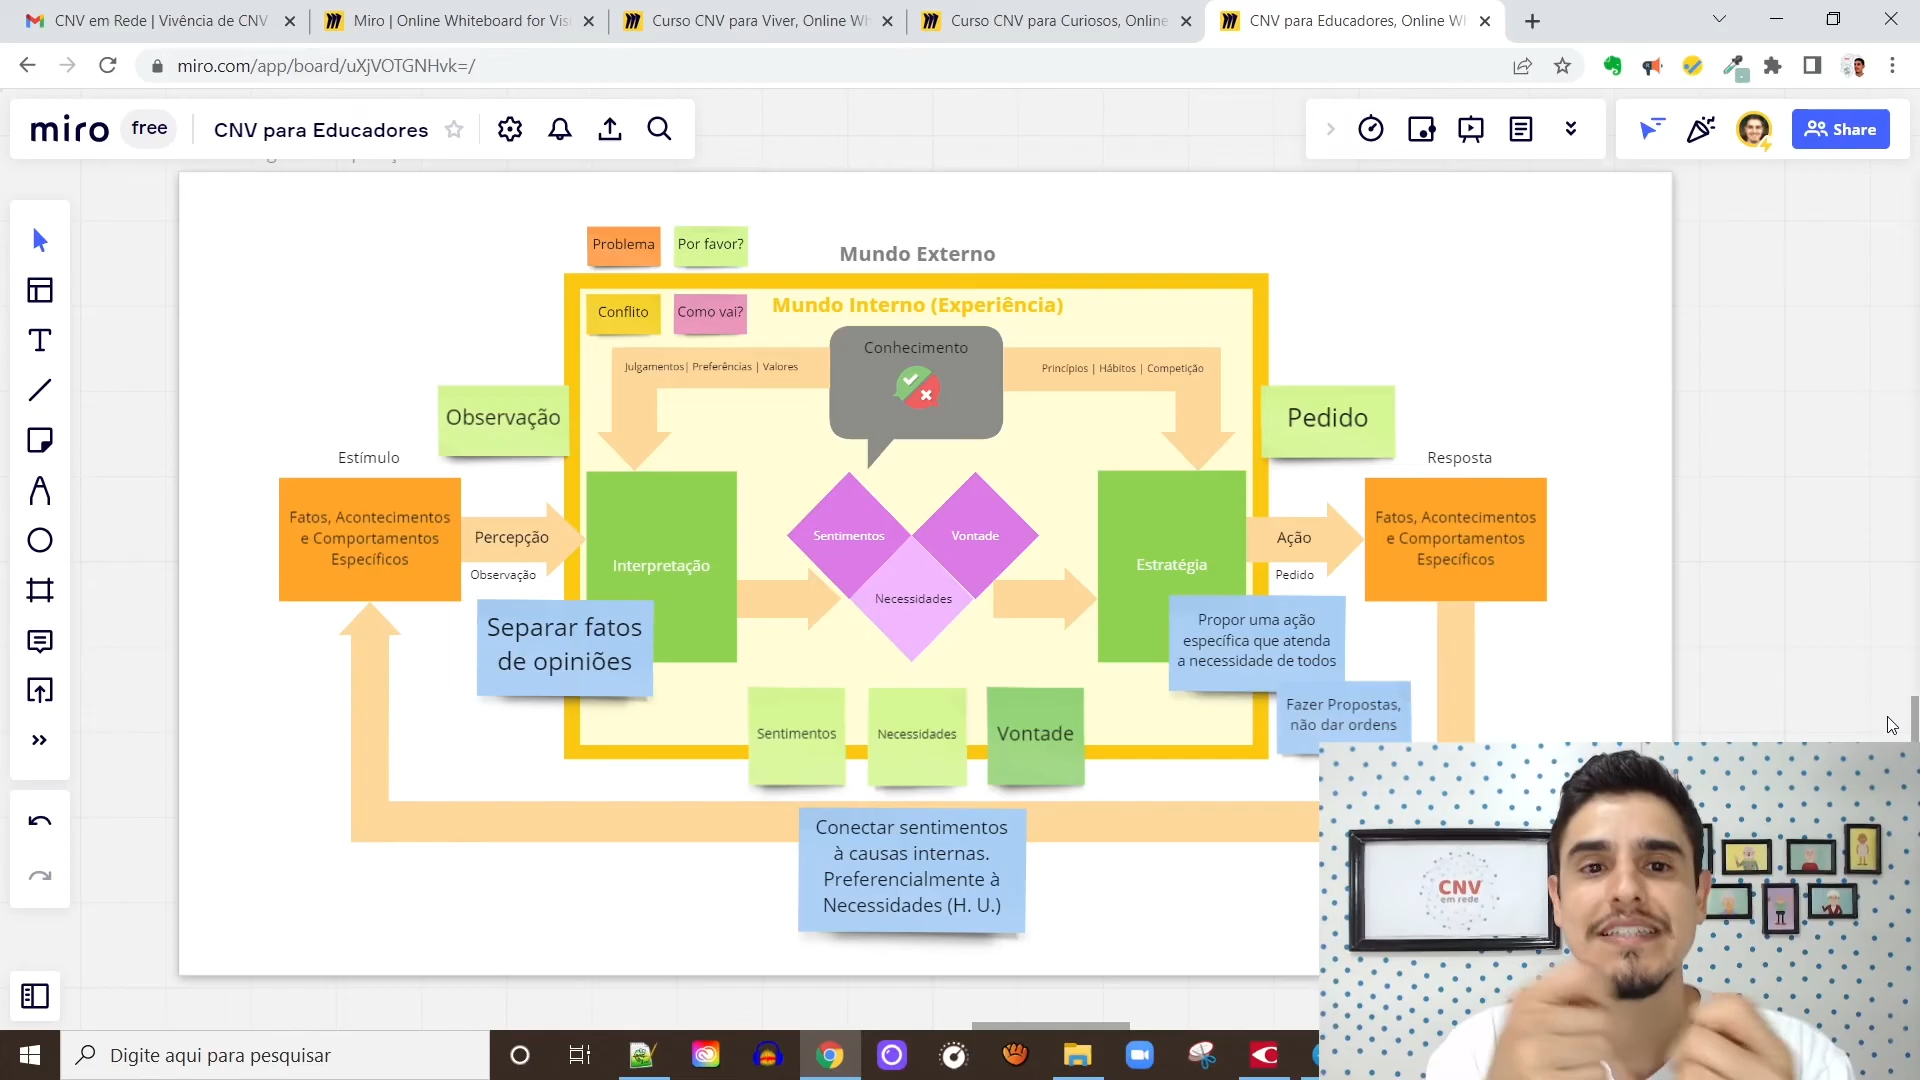 CNV em Rede | Vivência de CNV
Miro | Online Whiteboard for Vis
Curso CNV para Viver, Online Wh
Curso CNV para Curiosos, Online
CNV para Educadores, Online Wh
miro.com/app/board/uXjVOTGNHvk=/
miro
free
CNV para Educadores
Share
Problema
Por favor?
Mundo Externo
Conflito
Como vai?
Mundo Interno (Experiência)
Conhecimento
Julgamentos| Preferências | Valores
Princípios | Hábitos | Competição
Observação
Pedido
Estímulo
Resposta
Fatos, Acontecimentos
e Comportamentos
Específicos
Percepção
Observação
Interpretação
Sentimentos
Vontade
Necessidades
Estratégia
Ação
Pedido
Fatos, Acontecimentos
e Comportamentos
Específicos
Separar fatos
de opiniões
Propor uma ação
específica que atenda
a necessidade de todos
Fazer Propostas,
não dar ordens
Sentimentos
Necessidades
Vontade
Conectar sentimentos
à causas internas.
Preferencialmente à
Necessidades (H. U.)
CNV
em rede
Digite aqui para pesquisar